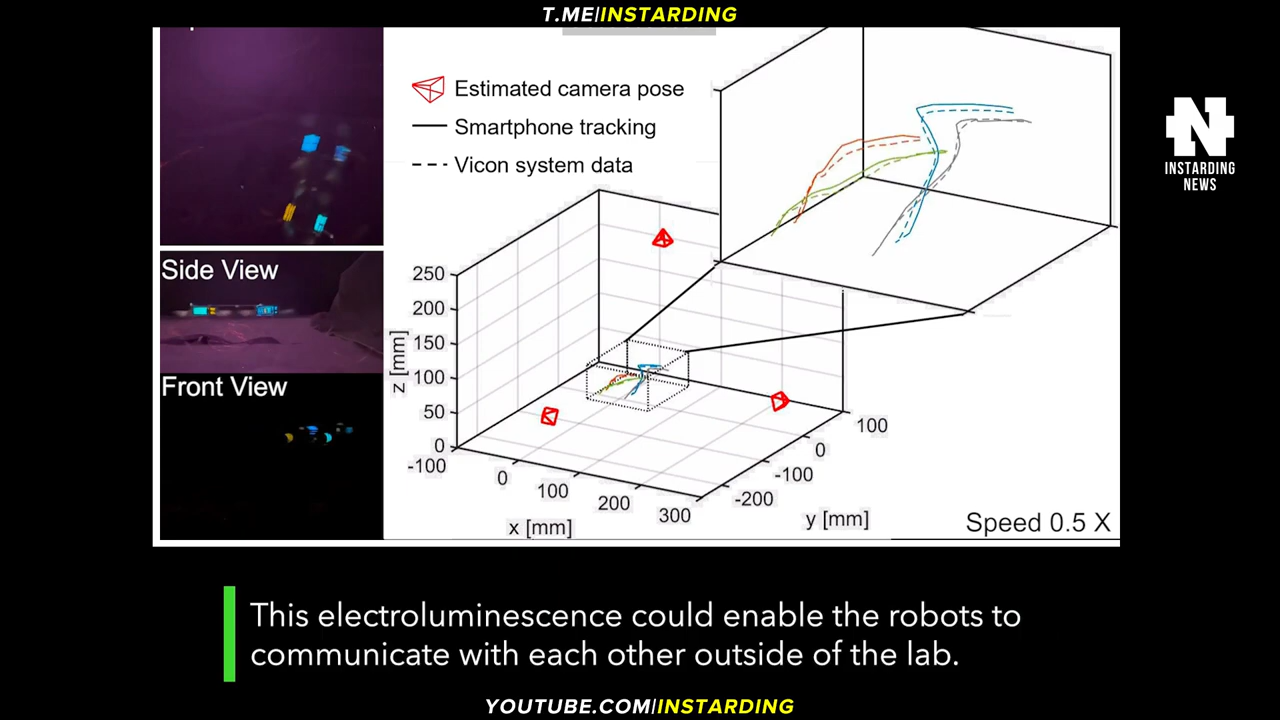 T.ME|INSTARDING
Estimated camera pose
Smartphone tracking
Vicon system data
INSTARDING
NEWS
Side View
Front View
250
200
150
100
50
0
z [mm]
-100
0
100
200
300
x [mm]
100
0
-100
-200
y [mm]
Speed 0.5 X
This electroluminescence could enable the robots to
communicate with each other outside of the lab.
YOUTUBE.COM|INSTARDING